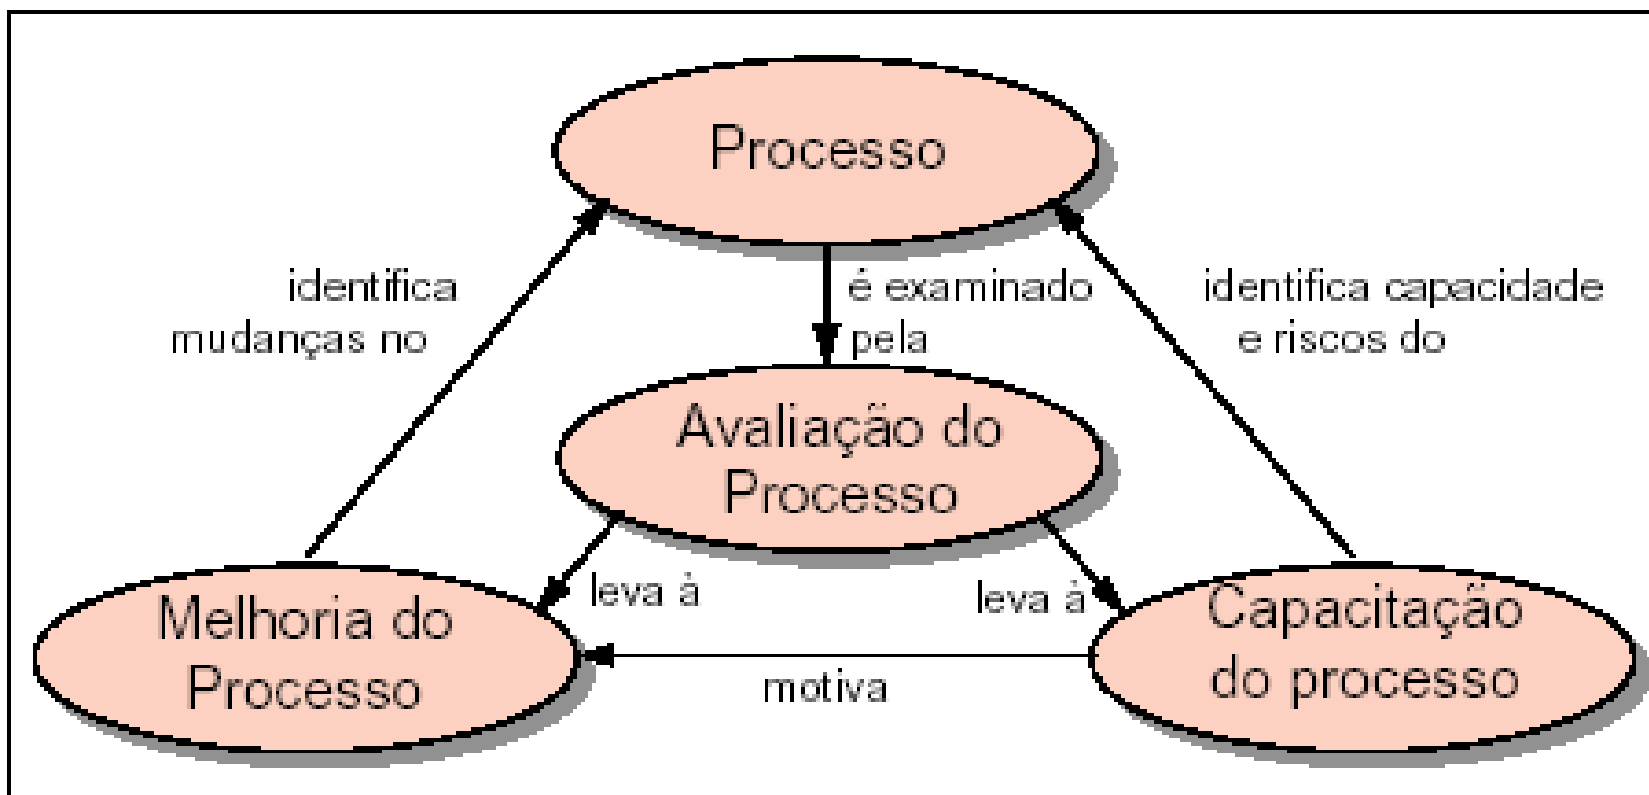 Processo
identifica
mudanças no
é examinado
pela
identifica capacidade
e riscos do
Avaliação do
Processo
leva à
leva à
Melhoria do
Processo
motiva
Capacitação
do processo